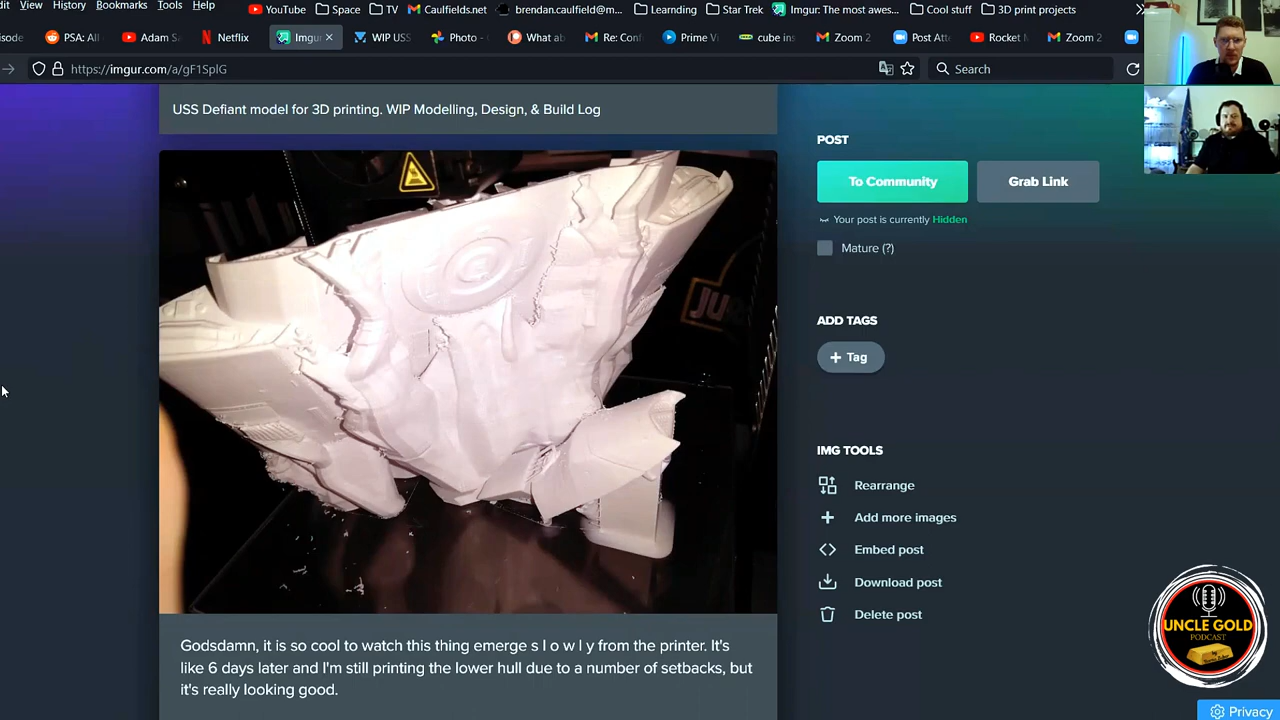 dit View History Bookmarks Tools Help
YouTube Space TV Caulfields.net brendan.caulfield@m... Learnding Star Trek Imgur: The most awes... Cool stuff 3D print projects
isode PSA: All Adam S Netflix Imgur WIP USS Photo - What ab Re: Conf Prime V cube ins Zoom 2 Post Atte Rocket M Zoom 2
https://imgur.com/a/gF1SplG
Search
USS Defiant model for 3D printing. WIP Modelling, Design, & Build Log
POST
To Community
Grab Link
Your post is currently Hidden
Mature (?)
ADD TAGS
+ Tag
IMG TOOLS
Rearrange
Add more images
Embed post
Download post
Delete post
Godsdamn, it is so cool to watch this thing emerge s l o w l y from the printer. It's
like 6 days later and I'm still printing the lower hull due to a number of setbacks, but
it's really looking good.
UNCLE GOLD
PODCAST
Privacy